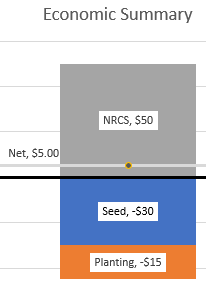 Economic Summary
NRCS, $50
Net, $5.00
Seed, -$30
Planting, -$15